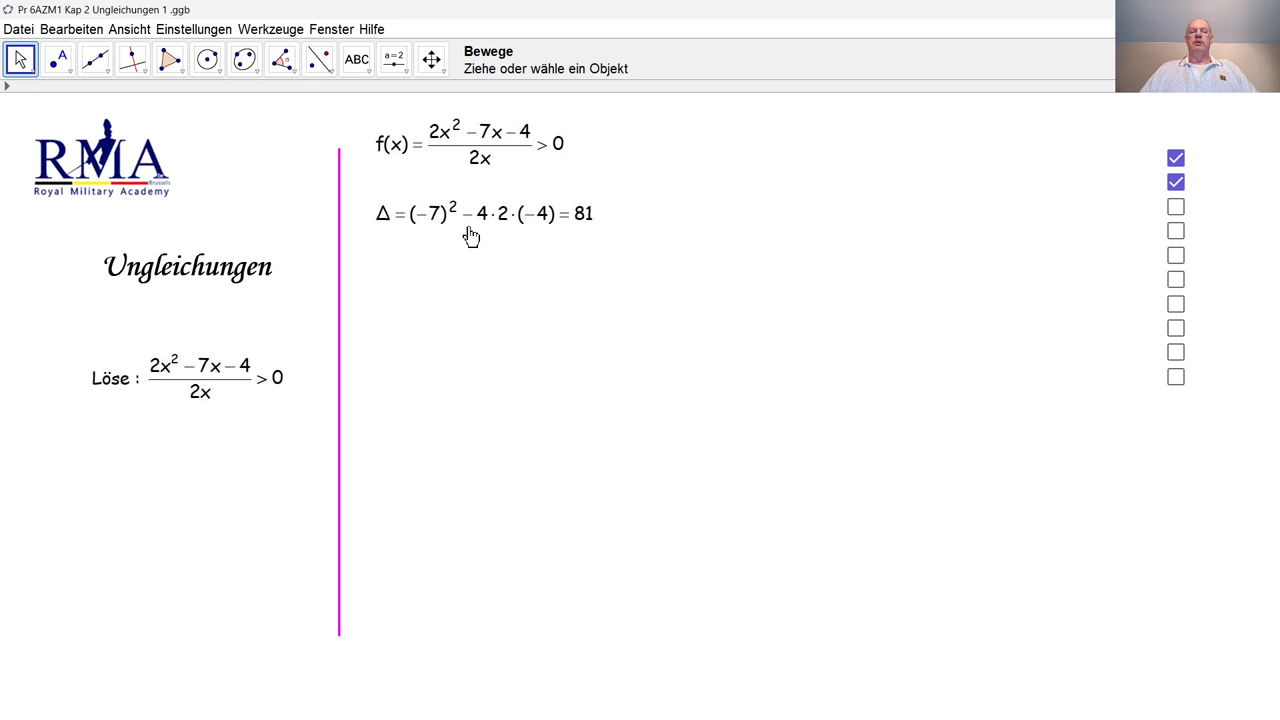 Pr 6AZM1 Kap 2 Ungleichungen 1 .ggb
Datei Bearbeiten Ansicht Einstellungen Werkzeuge Fenster Hilfe
A
ABC
a=2
Bewege
Ziehe oder wähle ein Objekt
RMA
.be
Brussels
Royal Military Academy
Ungleichungen
Löse : (2x² − 7x − 4)/(2x) > 0
f(x) = (2x² − 7x − 4)/(2x) > 0
Δ = (−7)² − 4·2·(−4) = 81